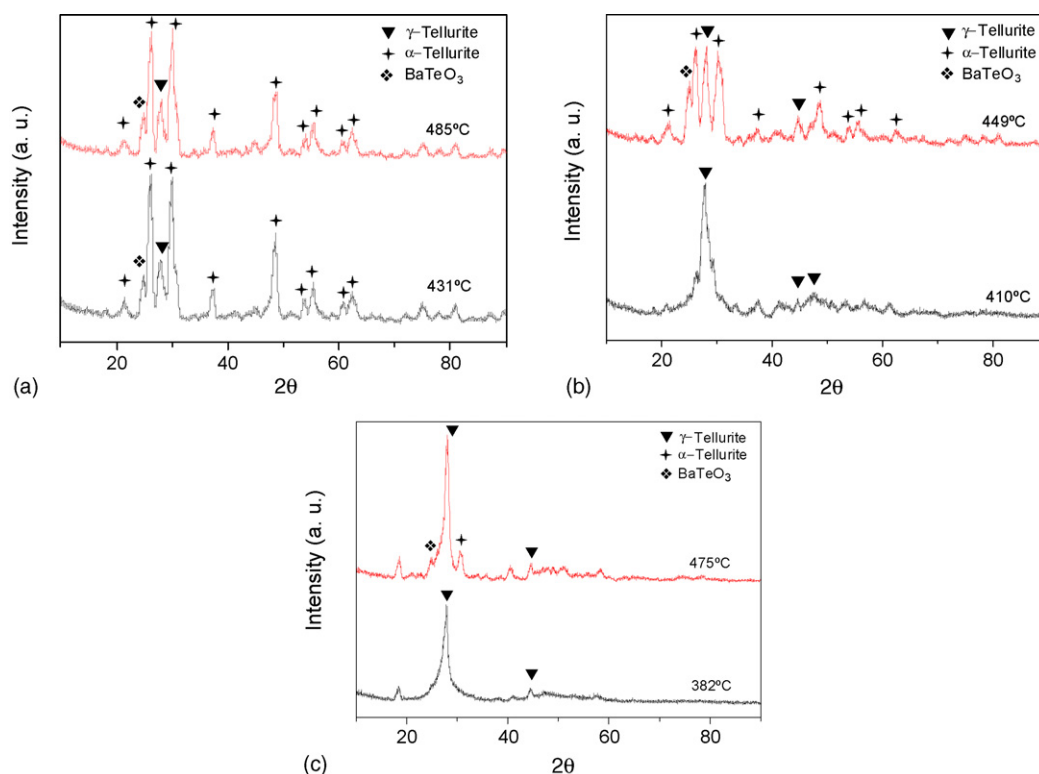 ▼ γ–Tellurite
✦ α–Tellurite
❖ BaTeO₃
485ºC
431ºC
Intensity (a. u.)
20 40 60 80
(a) 2θ
▼ γ–Tellurite
✦ α–Tellurite
❖ BaTeO₃
449ºC
410ºC
Intensity (a. u.)
20 40 60 80
(b) 2θ
▼ γ–Tellurite
✦ α–Tellurite
❖ BaTeO₃
475ºC
382ºC
Intensity (a. u.)
20 40 60 80
(c) 2θ